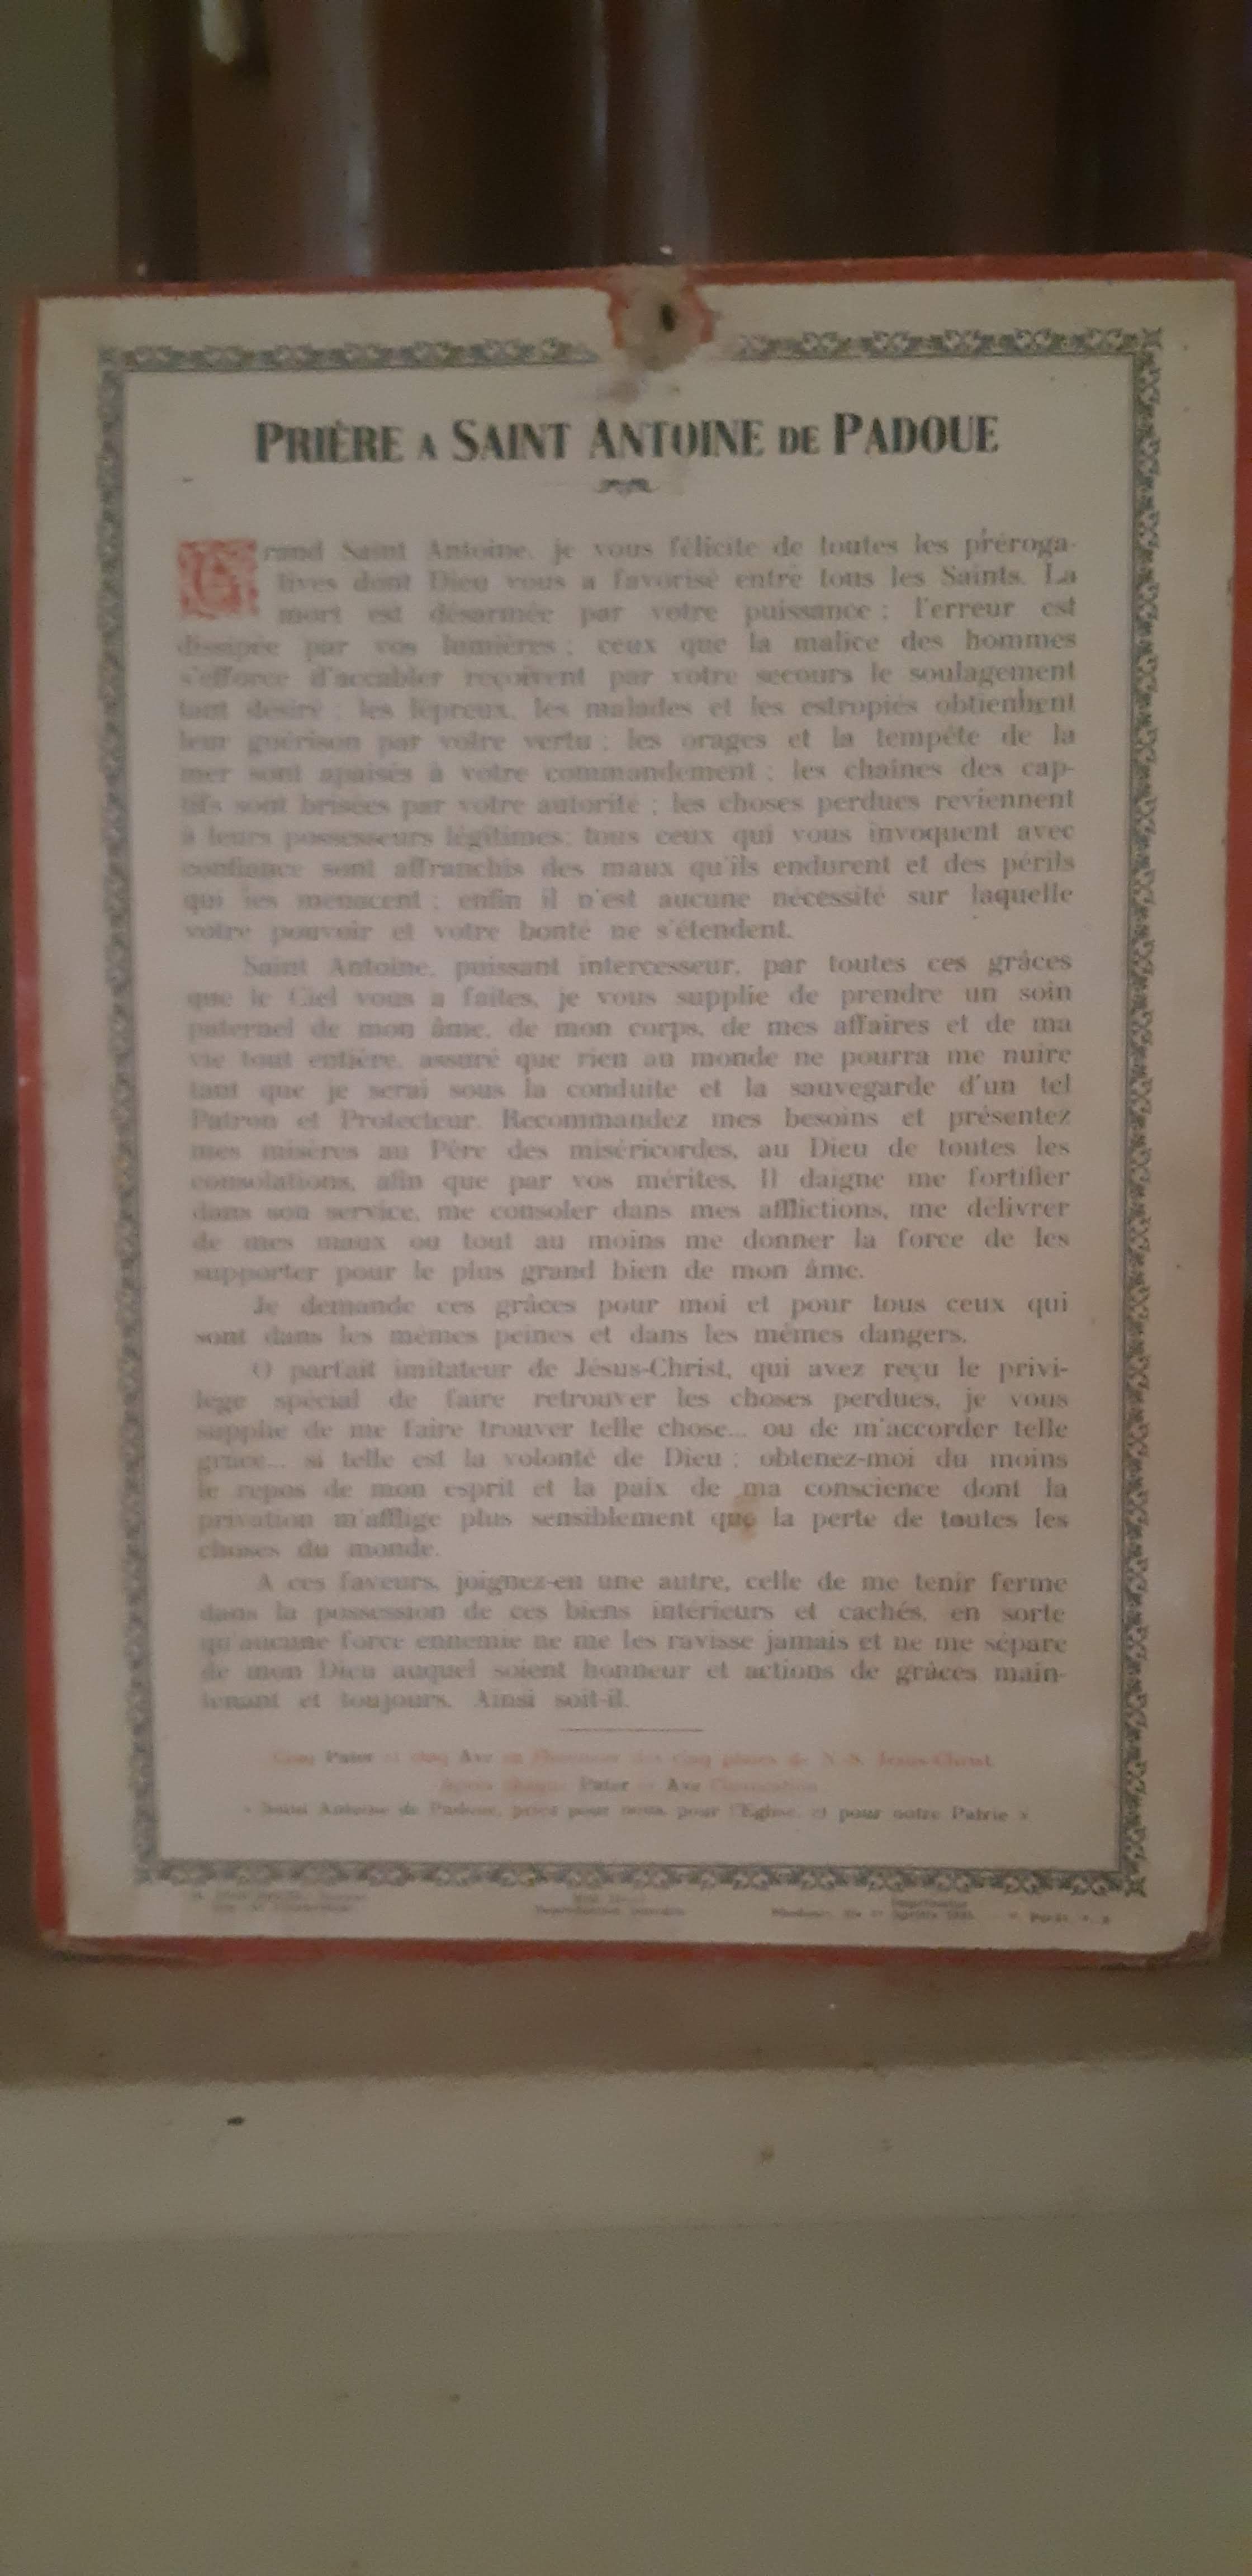 PRIÈRE A SAINT ANTOINE DE PADOUE
Grand Saint Antoine, je vous félicite de toutes les préroga-
tives dont Dieu vous a favorisé entre tous les Saints. La
mort est désarmée par votre puissance ; l'erreur est
dissipée par vos lumières ; ceux que la malice des hommes
s'efforce d'accabler reçoivent par votre secours le soulagement
tant désiré ; les lépreux, les malades et les estropiés obtiennent
leur guérison par votre vertu ; les orages et la tempête de la
mer sont apaisés à votre commandement ; les chaînes des cap-
tifs sont brisées par votre autorité ; les choses perdues reviennent
à leurs possesseurs légitimes; tous ceux qui vous invoquent avec
confiance sont affranchis des maux qu'ils endurent et des périls
qui les menacent ; enfin il n'est aucune nécessité sur laquelle
votre pouvoir et votre bonté ne s'étendent.
Saint Antoine, puissant intercesseur, par toutes ces grâces
que le Ciel vous a faites, je vous supplie de prendre un soin
paternel de mon âme, de mon corps, de mes affaires et de ma
vie tout entière, assuré que rien au monde ne pourra me nuire
tant que je serai sous la conduite et la sauvegarde d'un tel
Patron et Protecteur. Recommandez mes besoins et présentez
mes misères au Père des miséricordes, au Dieu de toutes les
consolations, afin que par vos mérites, Il daigne me fortifier
dans son service, me consoler dans mes afflictions, me délivrer
de mes maux ou tout au moins me donner la force de les
supporter pour le plus grand bien de mon âme.
Je demande ces grâces pour moi et pour tous ceux qui
sont dans les mêmes peines et dans les mêmes dangers.
O parfait imitateur de Jésus-Christ, qui avez reçu le privi-
lège spécial de faire retrouver les choses perdues, je vous
supplie de me faire trouver telle chose... ou de m'accorder telle
grâce... si telle est la volonté de Dieu ; obtenez-moi du moins
le repos de mon esprit et la paix de ma conscience dont la
privation m'afflige plus sensiblement que la perte de toutes les
choses du monde.
A ces faveurs, joignez-en une autre, celle de me tenir ferme
dans la possession de ces biens intérieurs et cachés, en sorte
qu'aucune force ennemie ne me les ravisse jamais et ne me sépare
de mon Dieu auquel soient honneur et actions de grâces main-
tenant et toujours. Ainsi soit-il.
Cinq Pater et cinq Ave en l'honneur des cinq plaies de N.-S. Jésus-Christ
Après chaque Pater et Ave l'invocation
« Saint Antoine de Padoue, priez pour nous, pour l'Eglise, et pour notre Patrie »